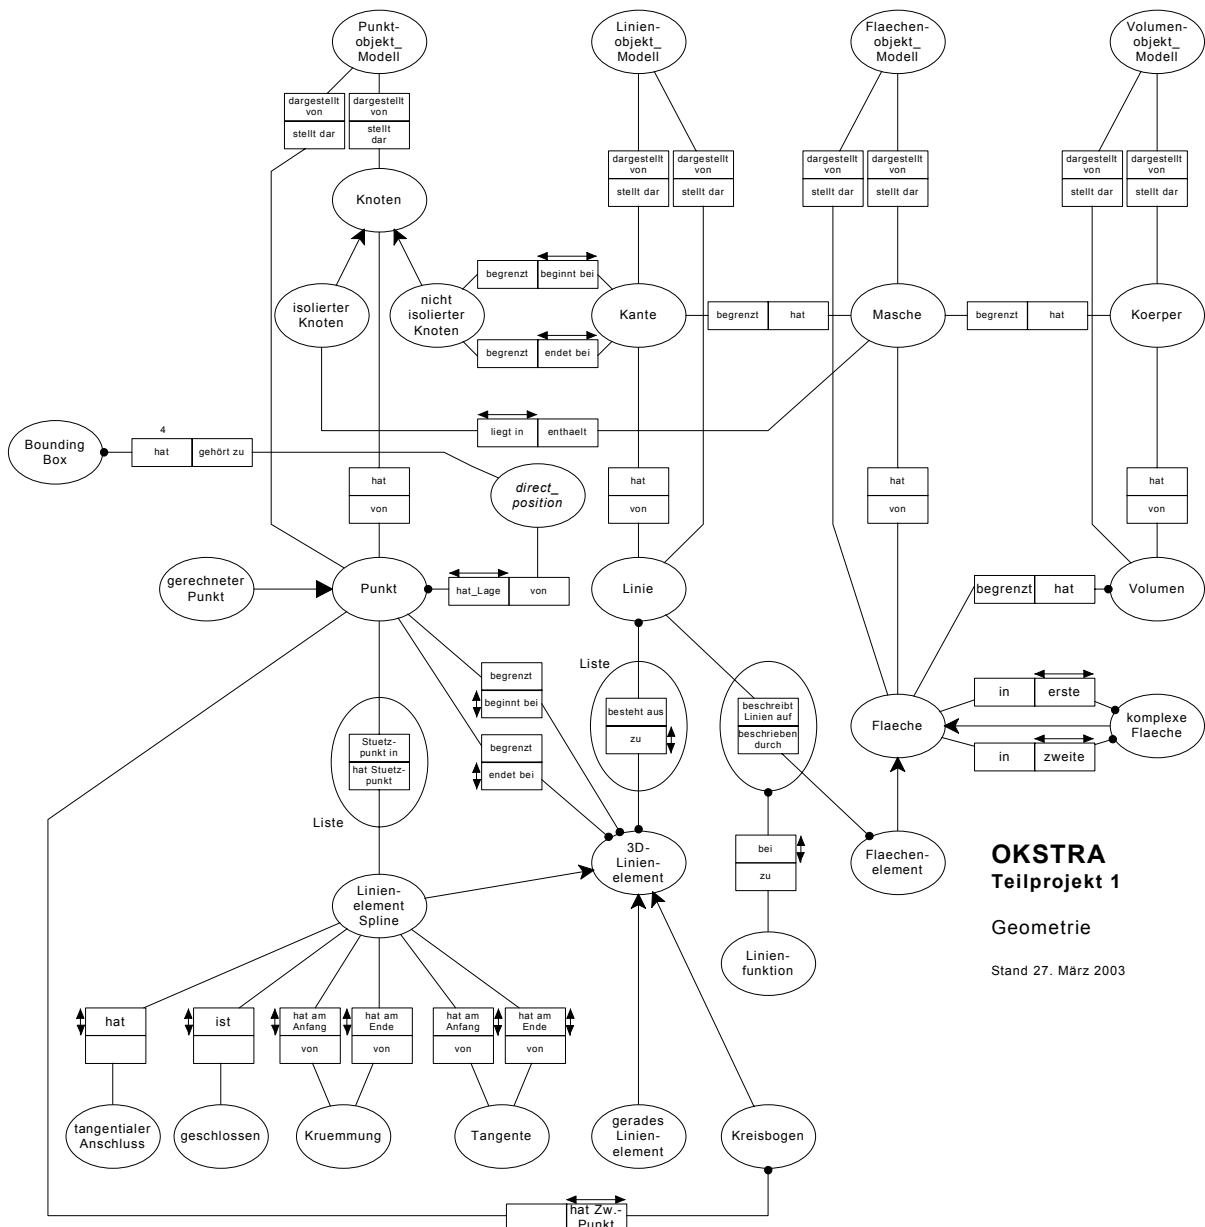 Punkt-
objekt_
Modell
Linien-
objekt_
Modell
Flaechen-
objekt_
Modell
Volumen-
objekt_
Modell
dargestellt
von
stellt dar
dargestellt
von
stellt
dar
dargestellt
von
stellt dar
dargestellt
von
stellt dar
dargestellt
von
stellt dar
dargestellt
von
stellt dar
dargestellt
von
stellt dar
dargestellt
von
stellt dar
Knoten
begrenzt
beginnt bei
isolierter
Knoten
nicht
isolierter
Knoten
Kante
begrenzt
hat
Masche
begrenzt
hat
Koerper
begrenzt
endet bei
liegt in
enthaelt
Bounding
Box
4
hat
gehört zu
direct_
position
hat
von
hat
von
hat
von
hat
von
gerechneter
Punkt
Punkt
hat_Lage
von
Linie
begrenzt
hat
Volumen
Liste
begrenzt
beginnt bei
besteht aus
zu
beschreibt
Linien auf
beschrieben
durch
in
erste
Flaeche
komplexe
Flaeche
in
zweite
Stuetz-
punkt in
hat Stuetz-
punkt
begrenzt
endet bei
Liste
3D-
Linien-
element
bei
zu
Flaechen-
element
OKSTRA
Teilprojekt 1
Geometrie
Stand 27. März 2003
Linien-
element
Spline
Linien-
funktion
hat
ist
hat am
Anfang
von
hat am
Ende
von
hat am
Anfang
von
hat am
Ende
von
tangentialer
Anschluss
geschlossen
Kruemmung
Tangente
gerades
Linien-
element
Kreisbogen
hat Zw.-
Punkt